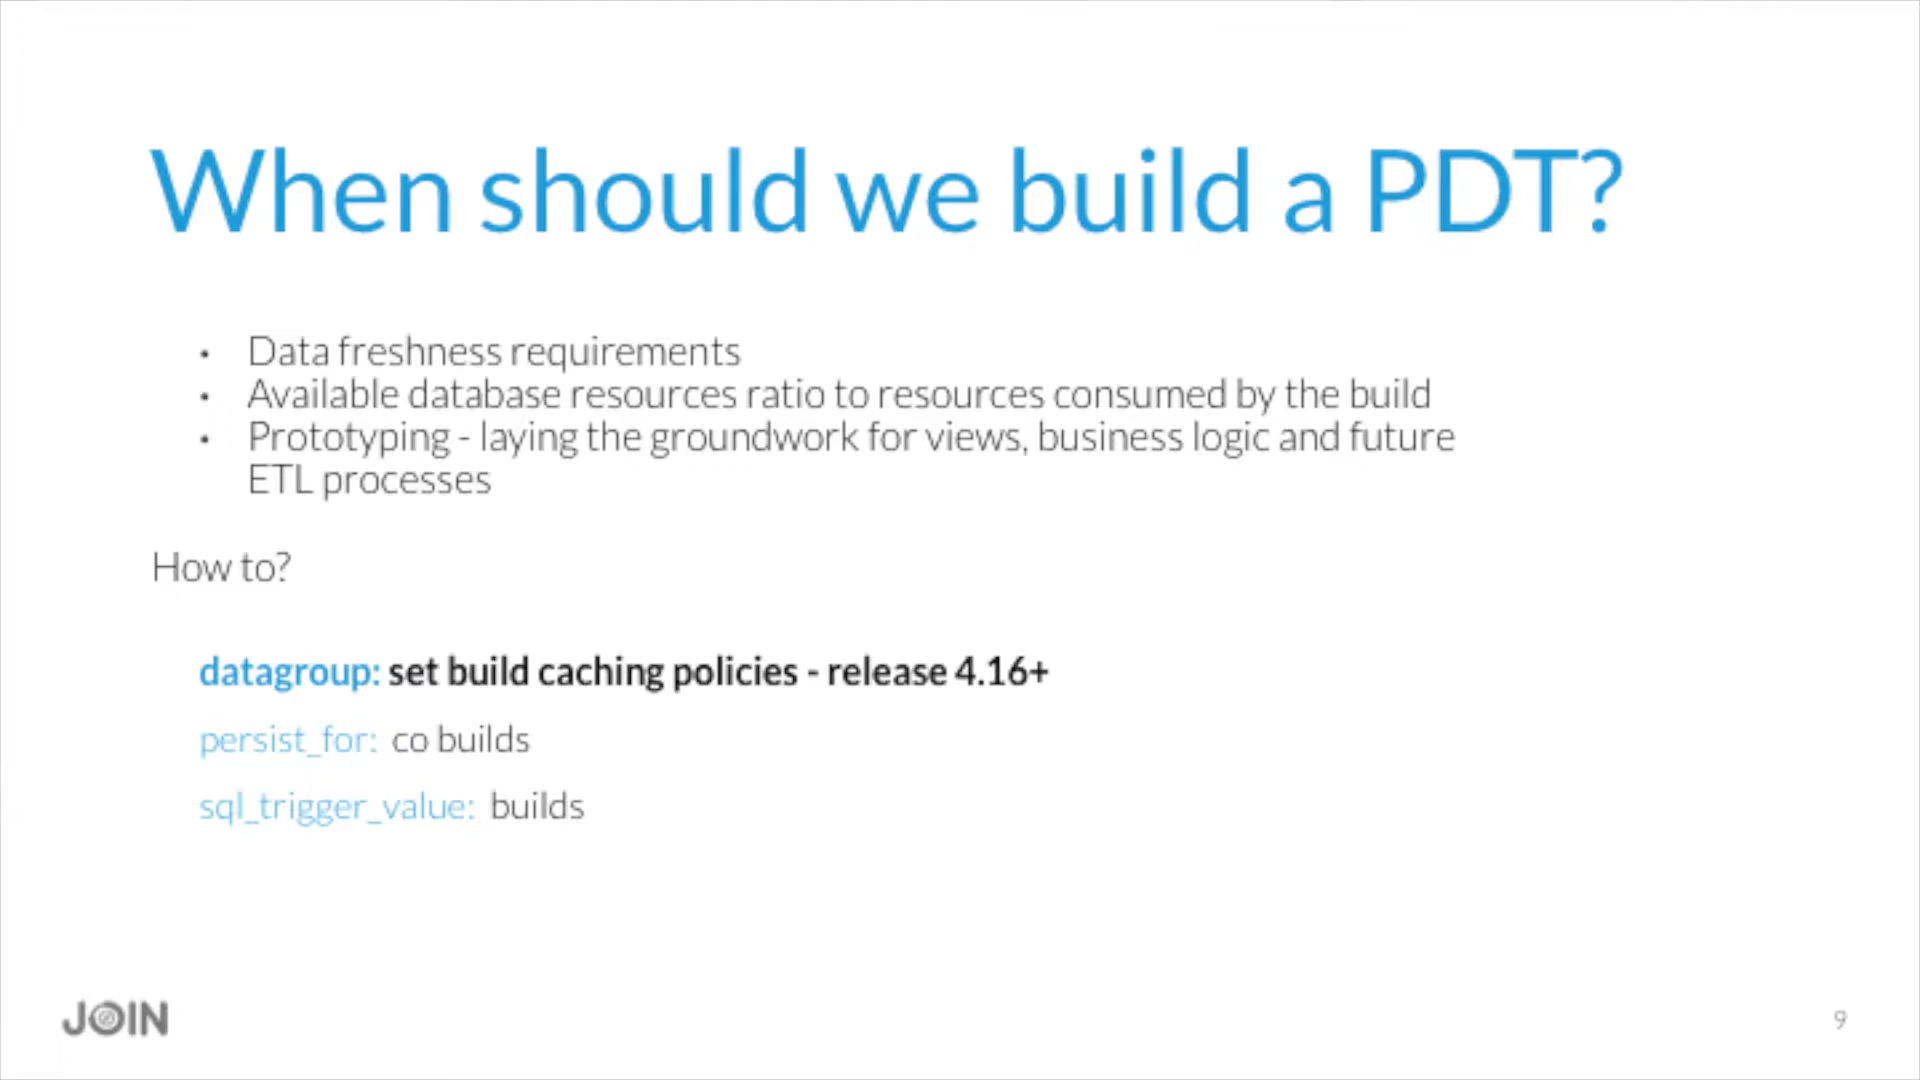 When should we build a PDT?
• Data freshness requirements
• Available database resources ratio to resources consumed by the build
• Prototyping - laying the groundwork for views, business logic and future
ETL processes
How to?
datagroup: set build caching policies - release 4.16+
persist_for: co builds
sql_trigger_value: builds
JOIN
9